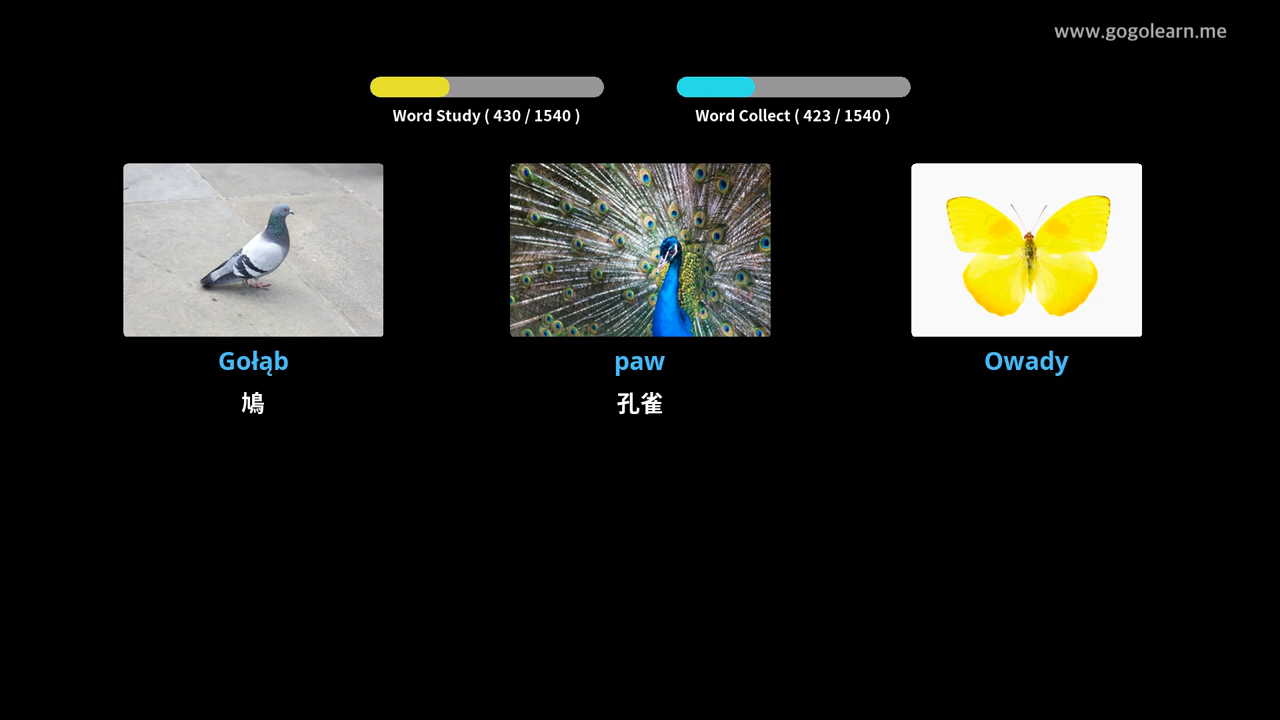 www.gogolearn.me
Word Study ( 430 / 1540 )
Word Collect ( 423 / 1540 )
Gołąb
paw
Owady
鳩
孔雀